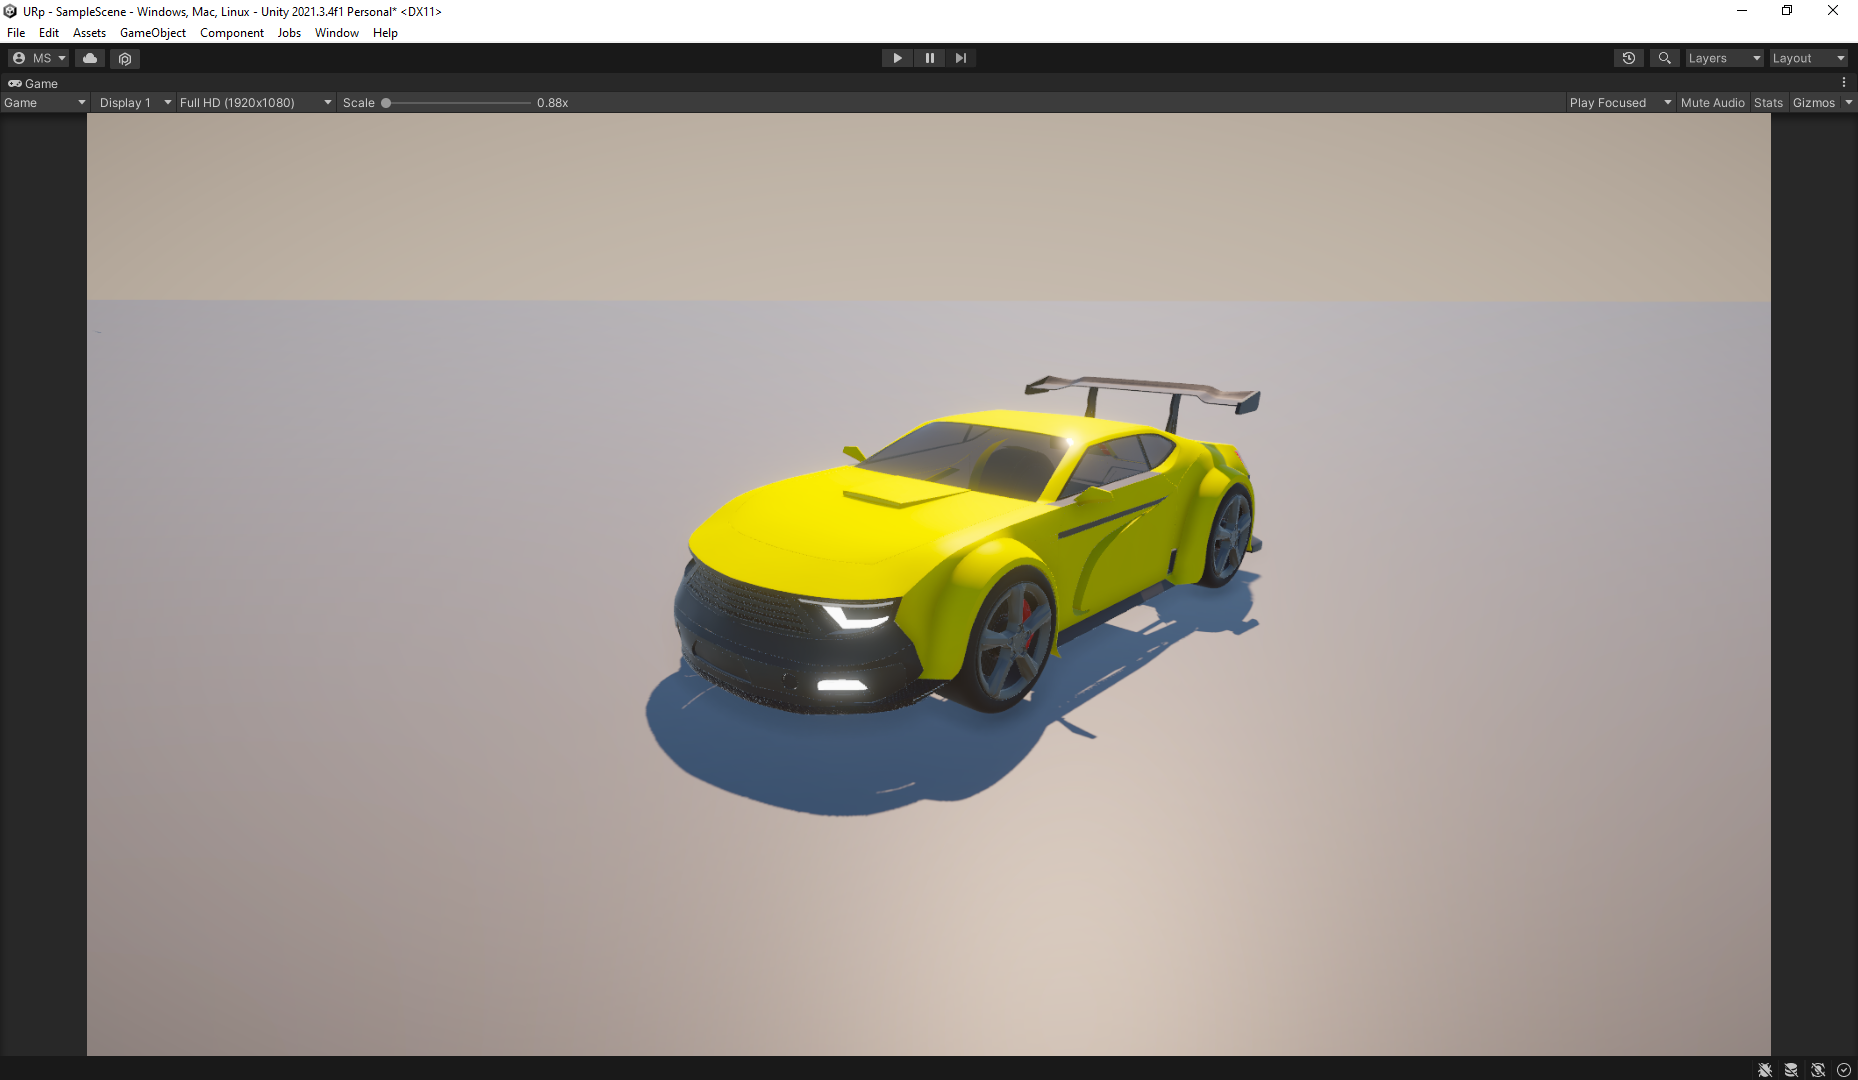 URp - SampleScene - Windows, Mac, Linux - Unity 2021.3.4f1 Personal* <DX11>
File Edit Assets GameObject Component Jobs Window Help
MS Layers Layout
Game
Game Display 1 Full HD (1920x1080) Scale 0.88x Play Focused Mute Audio Stats Gizmos